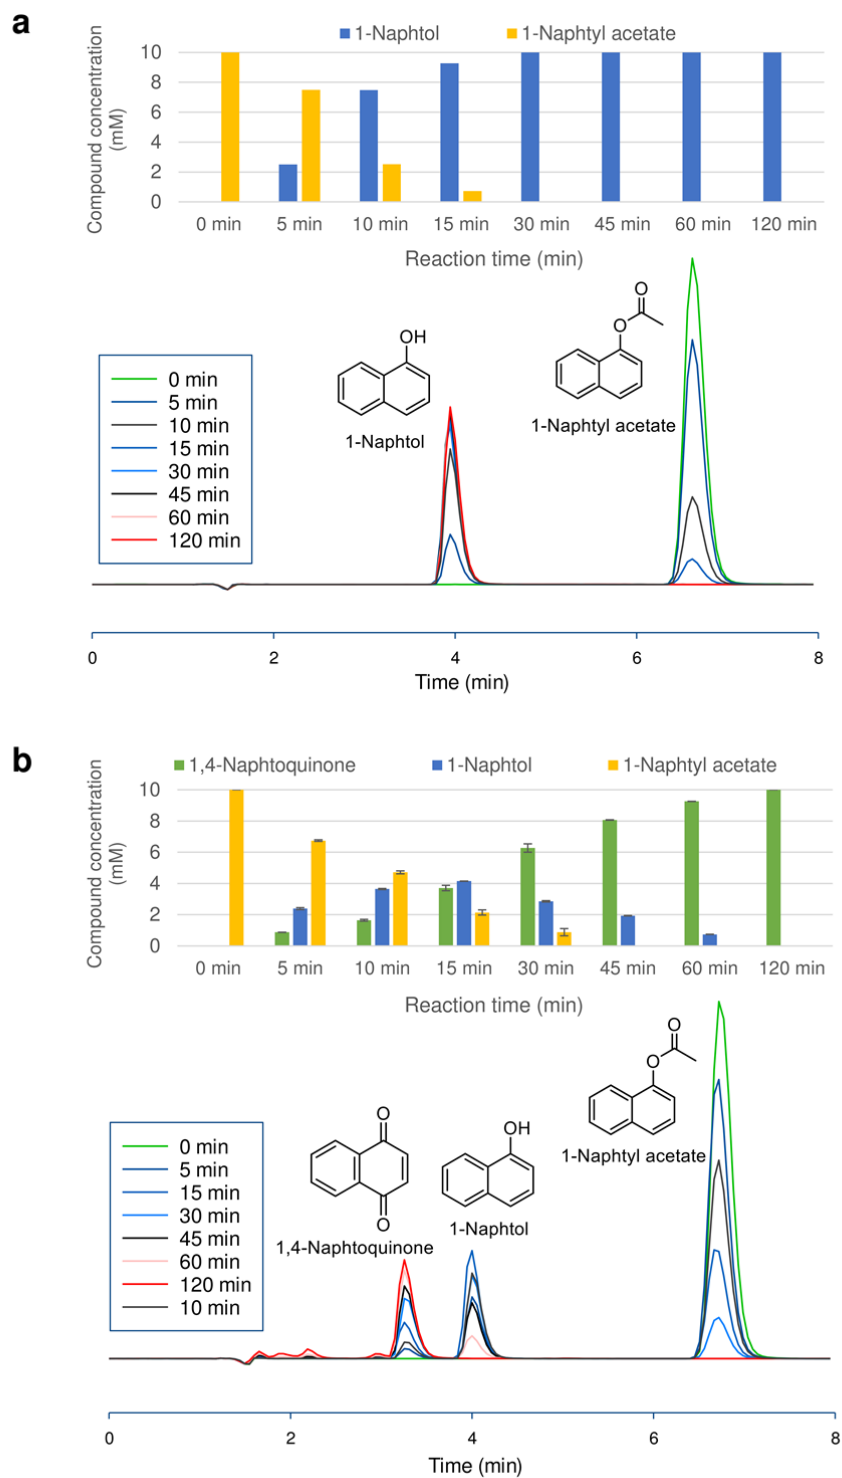 a
1-Naphtol 1-Naphtyl acetate
Compound concentration
(mM)
10
8
6
4
2
0
0 min 5 min 10 min 15 min 30 min 45 min 60 min 120 min
Reaction time (min)
0 min
5 min
10 min
15 min
30 min
45 min
60 min
120 min
OH
1-Naphtol
O
O
1-Naphtyl acetate
0 2 4 6 8
Time (min)
b
1,4-Naphtoquinone 1-Naphtol 1-Naphtyl acetate
Compound concentration
(mM)
10
8
6
4
2
0
0 min 5 min 10 min 15 min 30 min 45 min 60 min 120 min
Reaction time (min)
0 min
5 min
15 min
30 min
45 min
60 min
120 min
10 min
O
O
1,4-Naphtoquinone
OH
1-Naphtol
O
O
1-Naphtyl acetate
0 2 4 6 8
Time (min)